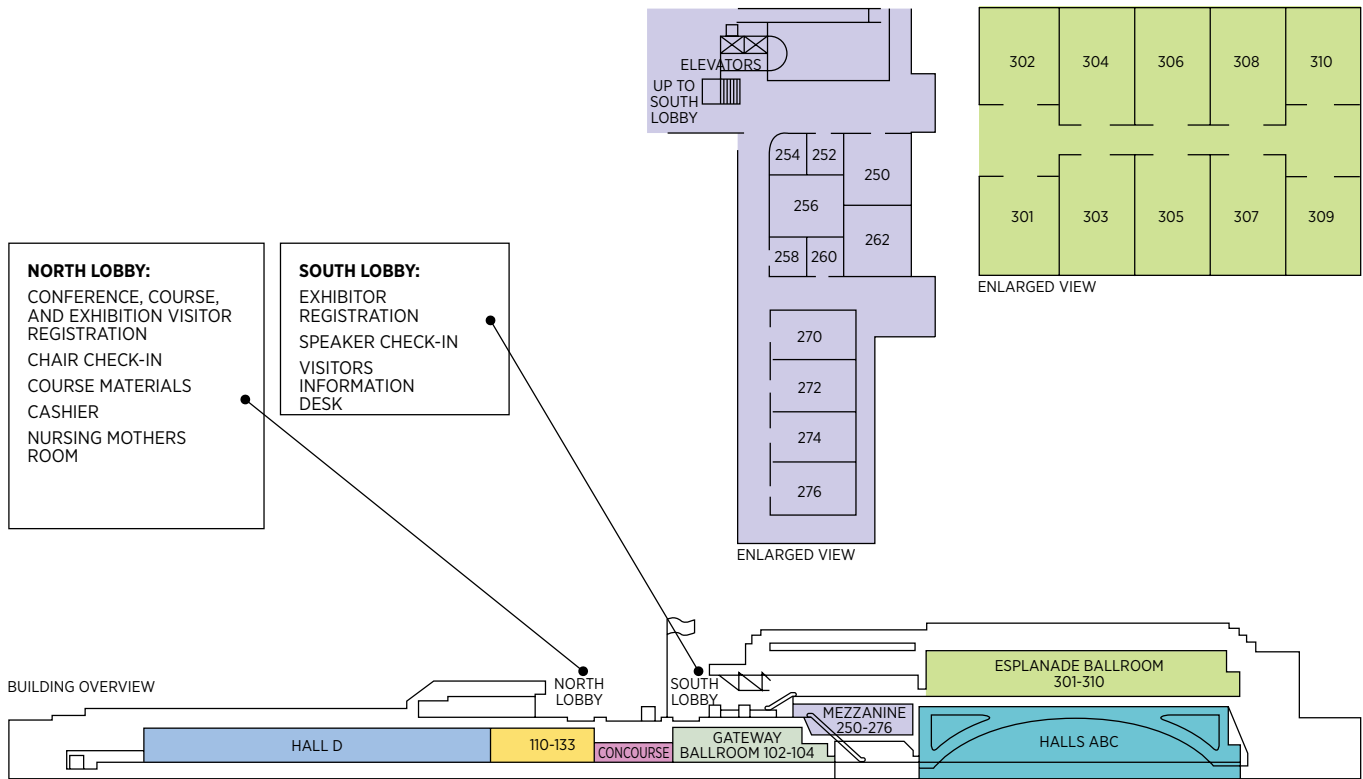 ELEVATORS
UP TO
SOUTH
LOBBY
254
252
250
256
262
258
260
270
272
274
276
ENLARGED VIEW
302
304
306
308
310
301
303
305
307
309
ENLARGED VIEW
NORTH LOBBY:
CONFERENCE, COURSE,
AND EXHIBITION VISITOR
REGISTRATION
CHAIR CHECK-IN
COURSE MATERIALS
CASHIER
NURSING MOTHERS
ROOM
SOUTH LOBBY:
EXHIBITOR
REGISTRATION
SPEAKER CHECK-IN
VISITORS
INFORMATION
DESK
BUILDING OVERVIEW
NORTH
LOBBY
SOUTH
LOBBY
HALL D
110-133
CONCOURSE
GATEWAY
BALLROOM 102-104
MEZZANINE
250-276
ESPLANADE BALLROOM
301-310
HALLS ABC